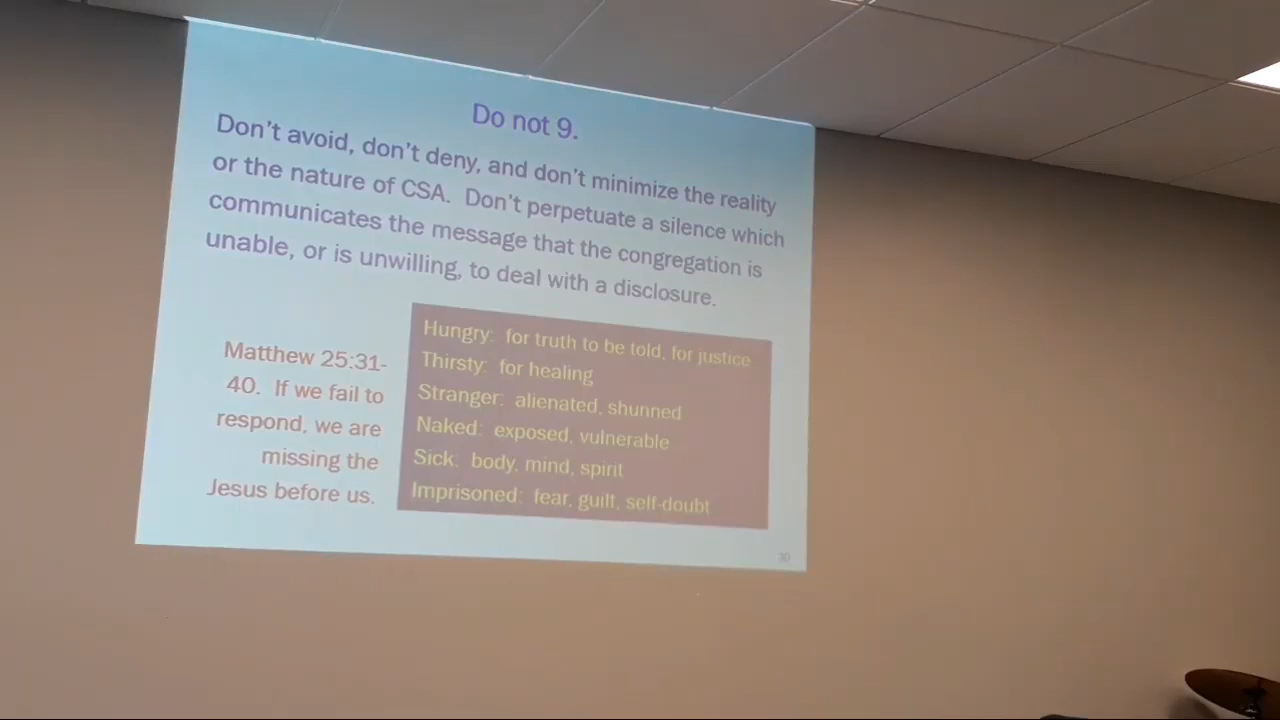 Do not 9.
Don't avoid, don't deny, and don't minimize the reality
or the nature of CSA. Don't perpetuate a silence which
communicates the message that the congregation is
unable, or is unwilling, to deal with a disclosure.
Matthew 25:31-
40. If we fail to
respond, we are
missing the
Jesus before us.
Hungry: for truth to be told, for justice
Thirsty: for healing
Stranger: alienated, shunned
Naked: exposed, vulnerable
Sick: body, mind, spirit
Imprisoned: fear, guilt, self-doubt
30